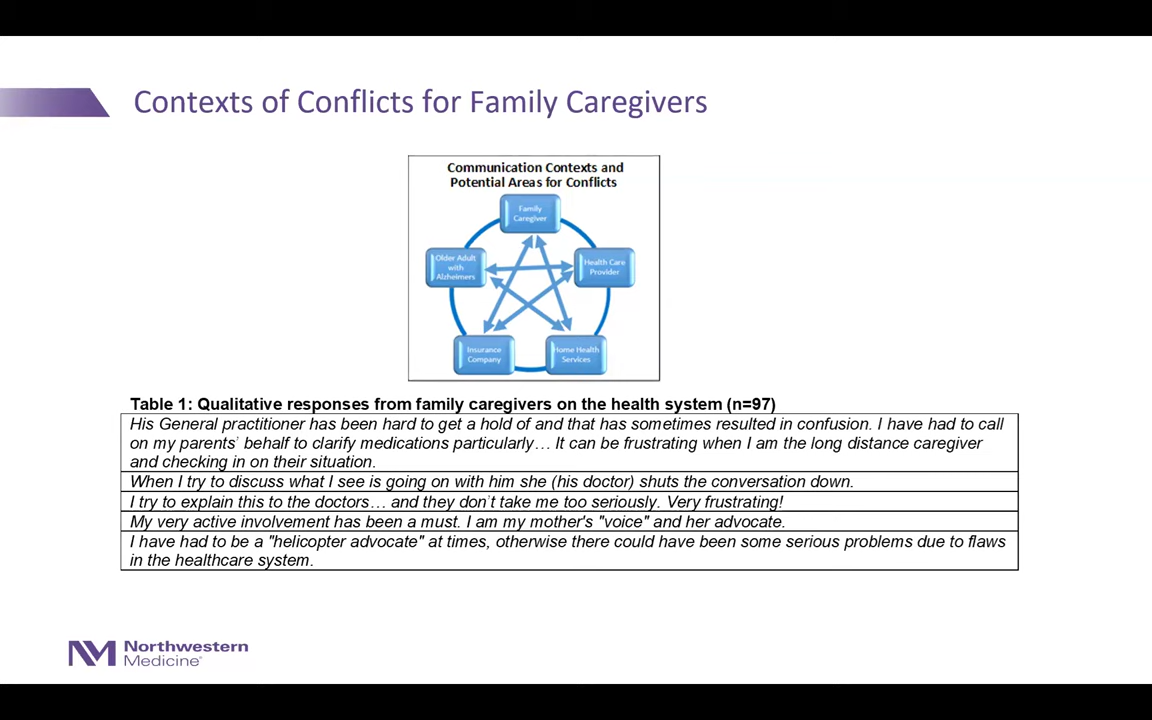 Contexts of Conflicts for Family Caregivers
Communication Contexts and
Potential Areas for Conflicts
Family
Caregiver
Older Adult
with
Alzheimers
Health Care
Provider
Insurance
Company
Home Health
Services
Table 1: Qualitative responses from family caregivers on the health system (n=97)
His General practitioner has been hard to get a hold of and that has sometimes resulted in confusion. I have had to call
on my parents’ behalf to clarify medications particularly… It can be frustrating when I am the long distance caregiver
and checking in on their situation.
When I try to discuss what I see is going on with him she (his doctor) shuts the conversation down.
I try to explain this to the doctors… and they don’t take me too seriously. Very frustrating!
My very active involvement has been a must. I am my mother's "voice" and her advocate.
I have had to be a "helicopter advocate" at times, otherwise there could have been some serious problems due to flaws
in the healthcare system.
Northwestern
Medicine®